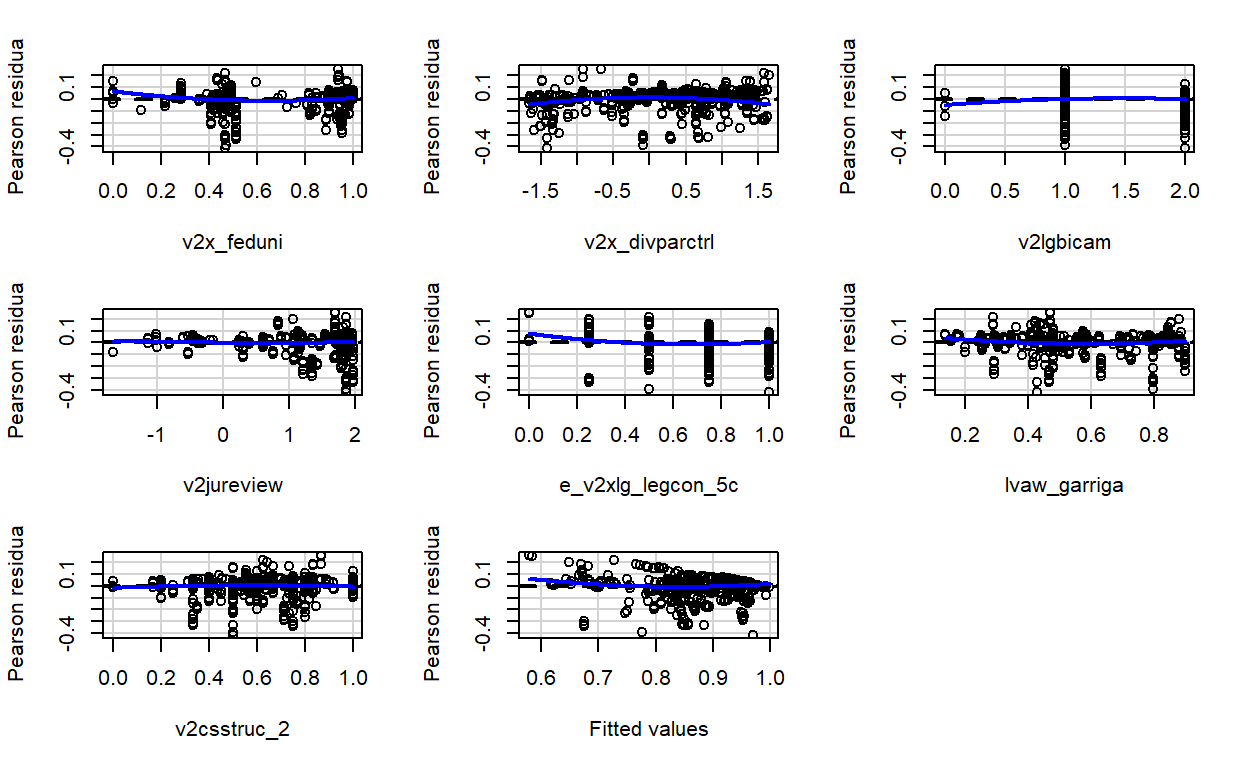 Pearson residua
0.1
-0.4
0.0 0.2 0.4 0.6 0.8 1.0
v2x_feduni
Pearson residua
0.1
-0.4
-1.5 -0.5 0.5 1.5
v2x_divparctrl
Pearson residua
0.1
-0.4
0.0 0.5 1.0 1.5 2.0
v2lgbicam
Pearson residua
0.1
-0.4
-1 0 1 2
v2jureview
Pearson residua
0.1
-0.4
0.0 0.2 0.4 0.6 0.8 1.0
e_v2xlg_legcon_5c
Pearson residua
0.1
-0.4
0.2 0.4 0.6 0.8
lvaw_garriga
Pearson residua
0.1
-0.4
0.0 0.2 0.4 0.6 0.8 1.0
v2csstruc_2
Pearson residua
0.1
-0.4
0.6 0.7 0.8 0.9 1.0
Fitted values